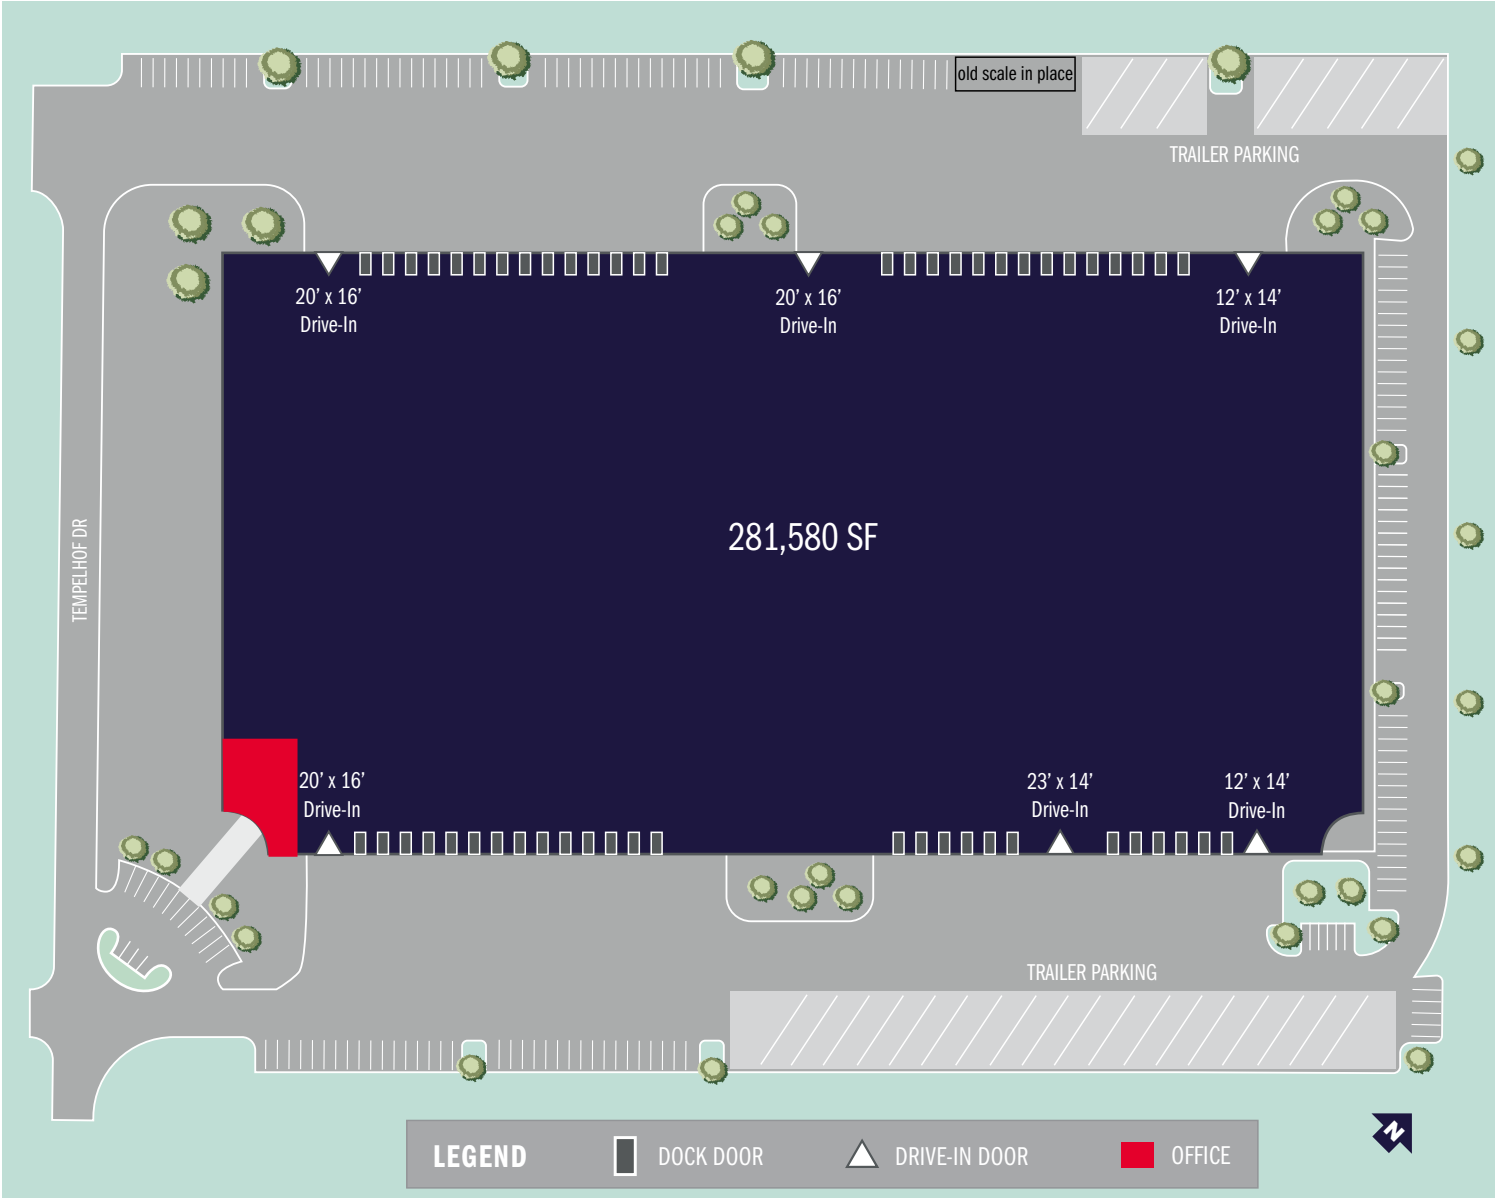 old scale in place
TRAILER PARKING
20’ x 16’
Drive-In
20’ x 16’
Drive-In
12’ x 14’
Drive-In
TEMPELHOF DR
281,580 SF
20’ x 16’
Drive-In
23’ x 14’
Drive-In
12’ x 14’
Drive-In
TRAILER PARKING
LEGEND
DOCK DOOR
DRIVE-IN DOOR
OFFICE
N